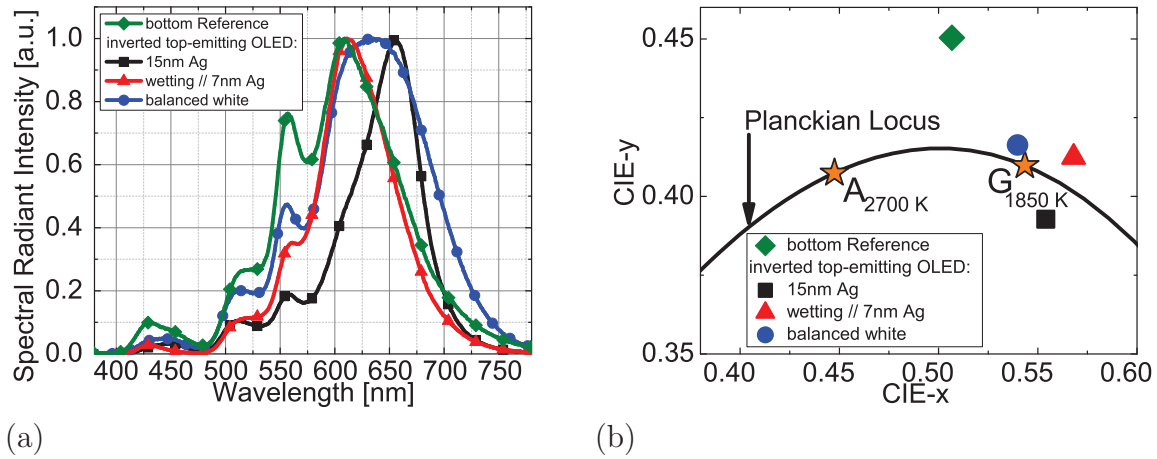 bottom Reference
inverted top-emitting OLED:
15nm Ag
wetting // 7nm Ag
balanced white
Spectral Radiant Intensity [a.u.]
1.0
0.8
0.6
0.4
0.2
0.0
400 450 500 550 600 650 700 750
Wavelength [nm]
(a)
CIE-y
0.45
0.40
0.35
Planckian Locus
A 2700 K
G 1850 K
bottom Reference
inverted top-emitting OLED:
15nm Ag
wetting // 7nm Ag
balanced white
0.40 0.45 0.50 0.55 0.60
CIE-x
(b)